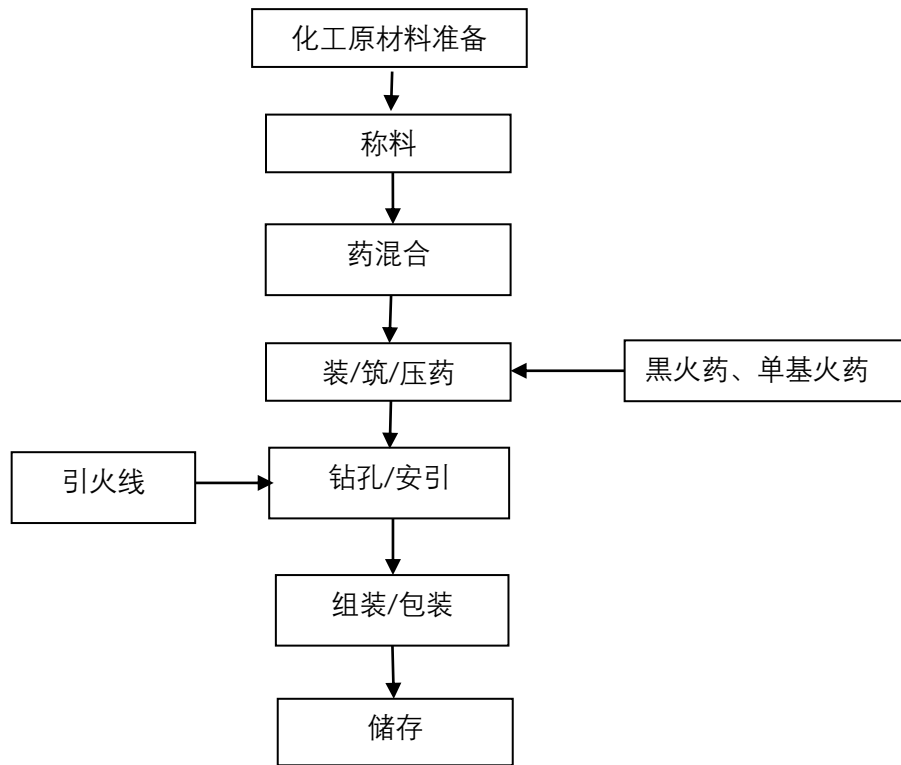 化工原材料准备
称料
药混合
装/筑/压药
黒火药、单基火药
引火线
钻孔/安引
组装/包装
储存